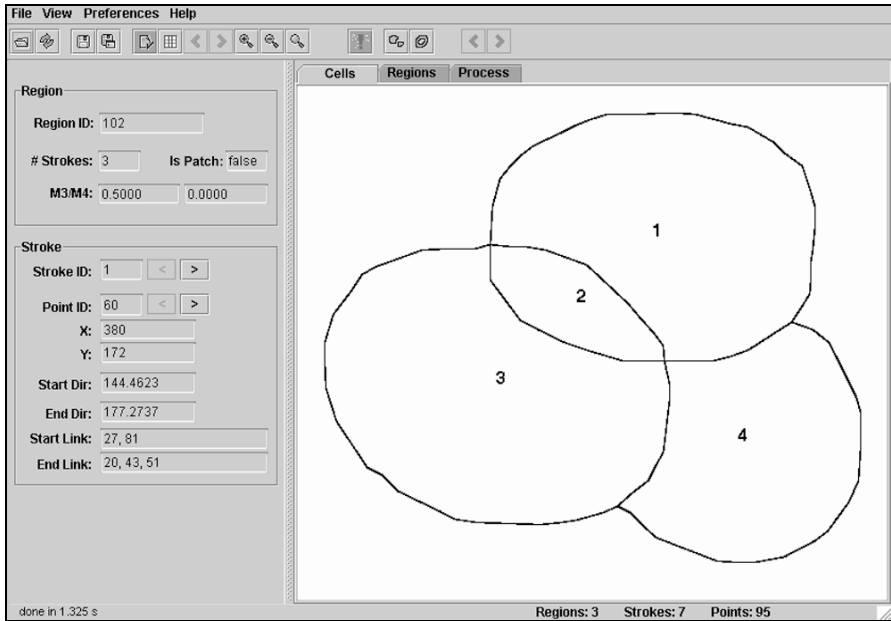 File View Preferences Help
Cells Regions Process
Region
Region ID: 102
# Strokes: 3 Is Patch: false
M3/M4: 0.5000 0.0000
Stroke
Stroke ID: 1 < >
Point ID: 60 < >
X: 380
Y: 172
Start Dir: 144.4623
End Dir: 177.2737
Start Link: 27, 81
End Link: 20, 43, 51
1
2
3
4
done in 1.325 s Regions: 3 Strokes: 7 Points: 95